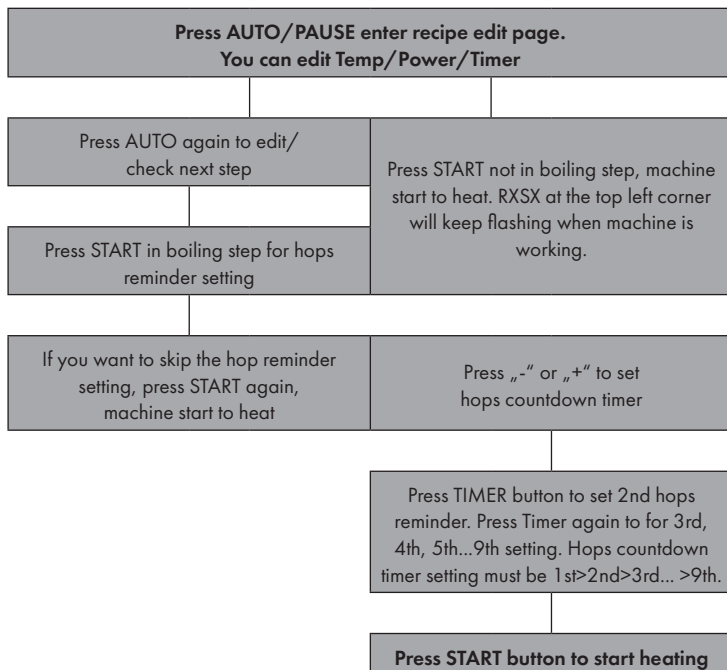 Press AUTO/PAUSE enter recipe edit page.
You can edit Temp/Power/Timer
Press AUTO again to edit/
check next step
Press START not in boiling step, machine
start to heat. RXSX at the top left corner
will keep flashing when machine is
working.
Press START in boiling step for hops
reminder setting
If you want to skip the hop reminder
setting, press START again,
machine start to heat
Press „-“ or „+“ to set
hops countdown timer
Press TIMER button to set 2nd hops
reminder. Press Timer again to for 3rd,
4th, 5th...9th setting. Hops countdown
timer setting must be 1st>2nd>3rd... >9th.
Press START button to start heating